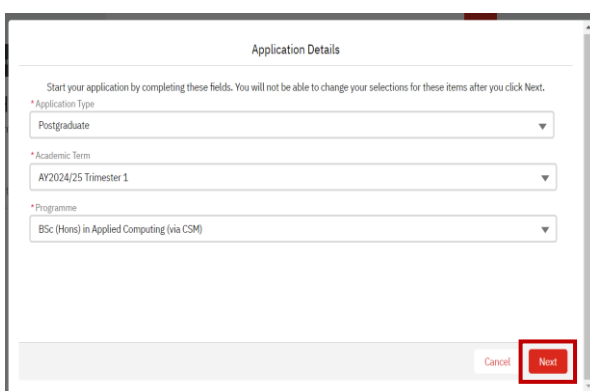 Application Details
Start your application by completing these fields. You will not be able to change your selections for these items after you click Next.
*Application Type
Postgraduate
*Academic Term
AY2024/25 Trimester 1
*Programme
BSc (Hons) in Applied Computing (via CSM)
Cancel Next